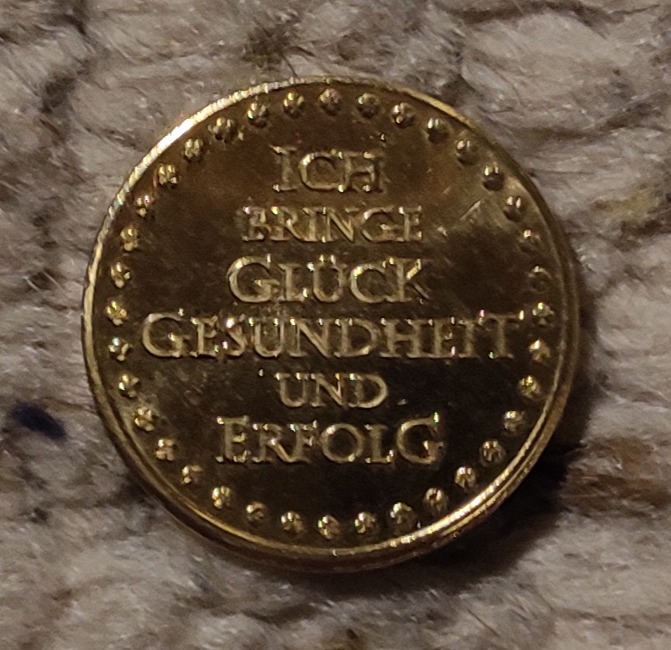 ICH
BRINGE
GLÜCK
GESUNDHEIT
UND
ERFOLG